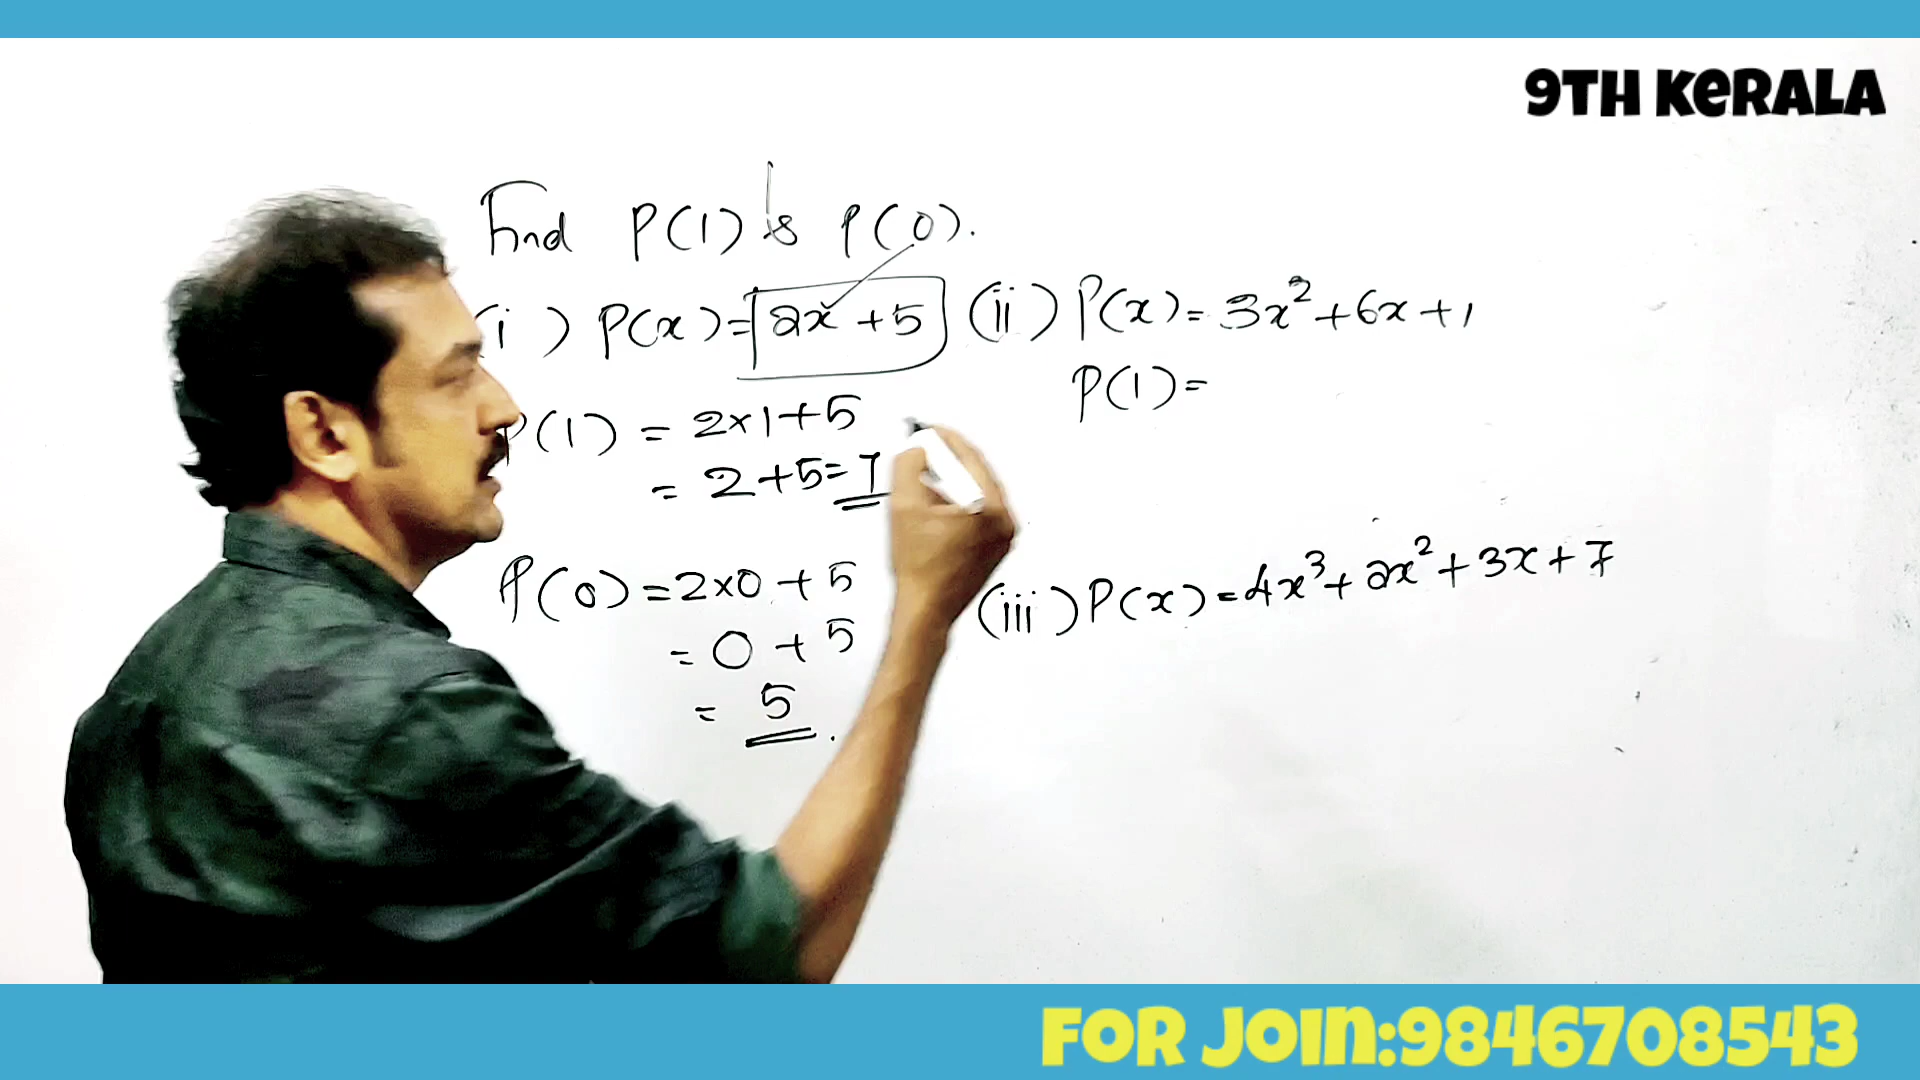 9TH KERALA
Find P(1) & P(0).
(i) P(x) = 2x + 5
P(1) = 2×1+5
= 2+5=7
P(0) = 2×0 + 5
= 0 + 5
= 5.
(ii) P(x) = 3x² + 6x + 1
P(1) =
(iii) P(x) = 4x³ + 2x² + 3x + 7
FOR JOIN:9846708543